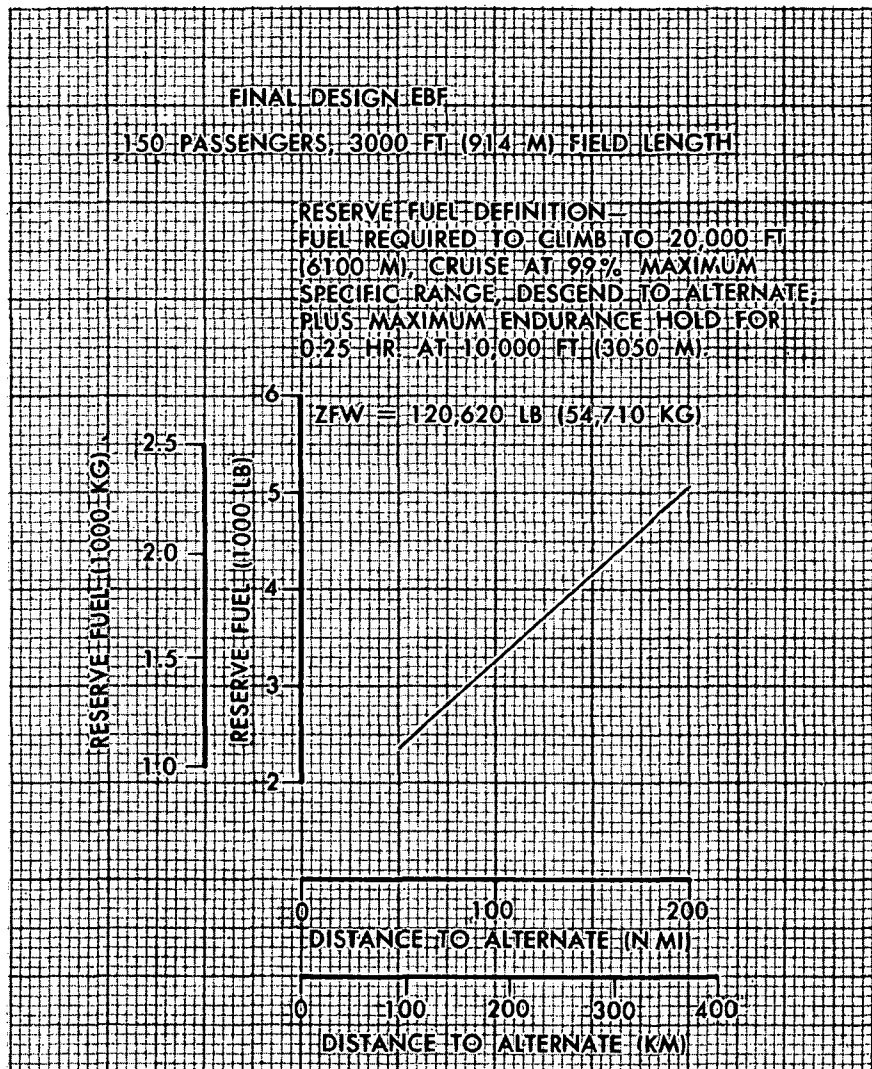 FINAL DESIGN EBF
150 PASSENGERS, 3000 FT (914 M) FIELD LENGTH
RESERVE FUEL DEFINITION—
FUEL REQUIRED TO CLIMB TO 20,000 FT
(6100 M), CRUISE AT 99% MAXIMUM
SPECIFIC RANGE, DESCEND TO ALTERNATE,
PLUS MAXIMUM ENDURANCE HOLD FOR
0.25 HR. AT 10,000 FT (3050 M).
ZFW = 120,620 LB (54,710 KG)
RESERVE FUEL (1000 KG)
2.5
2.0
1.5
1.0
RESERVE FUEL (1000 LB)
6
5
4
3
2
0 100 200
DISTANCE TO ALTERNATE (N MI)
0 100 200 300 400
DISTANCE TO ALTERNATE (KM)